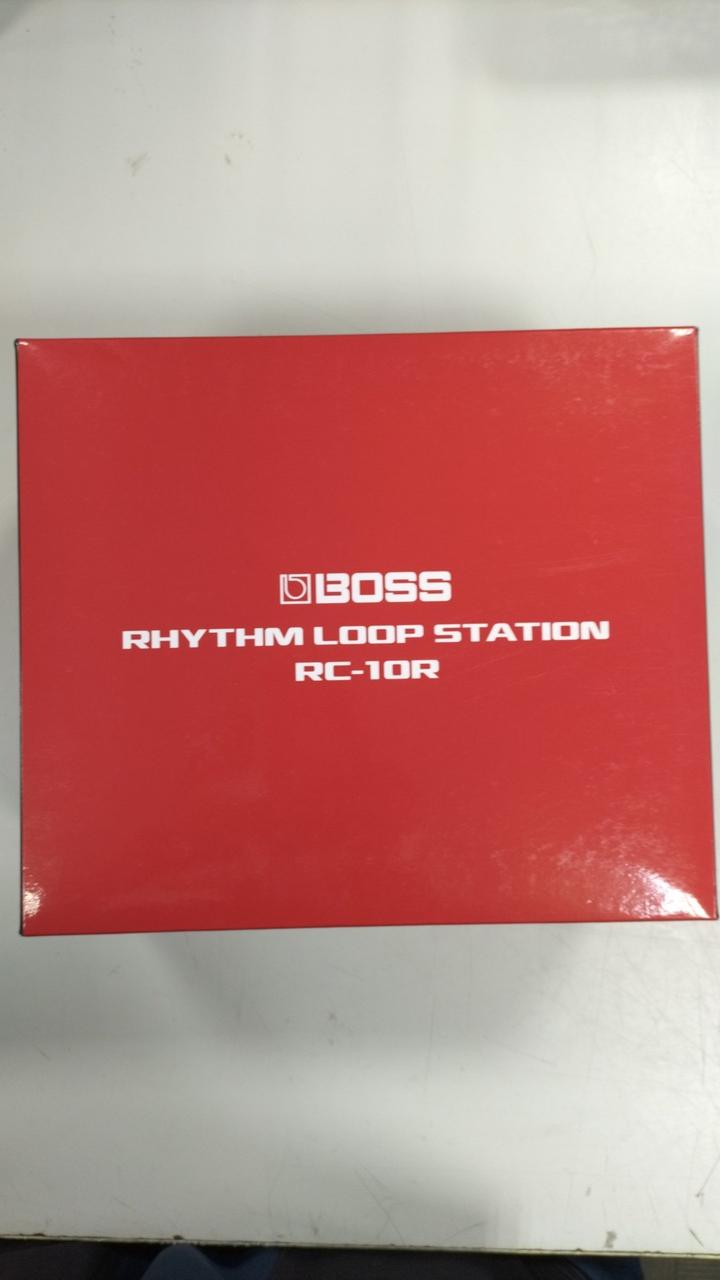 BOSS
RHYTHM LOOP STATION
RC-10R